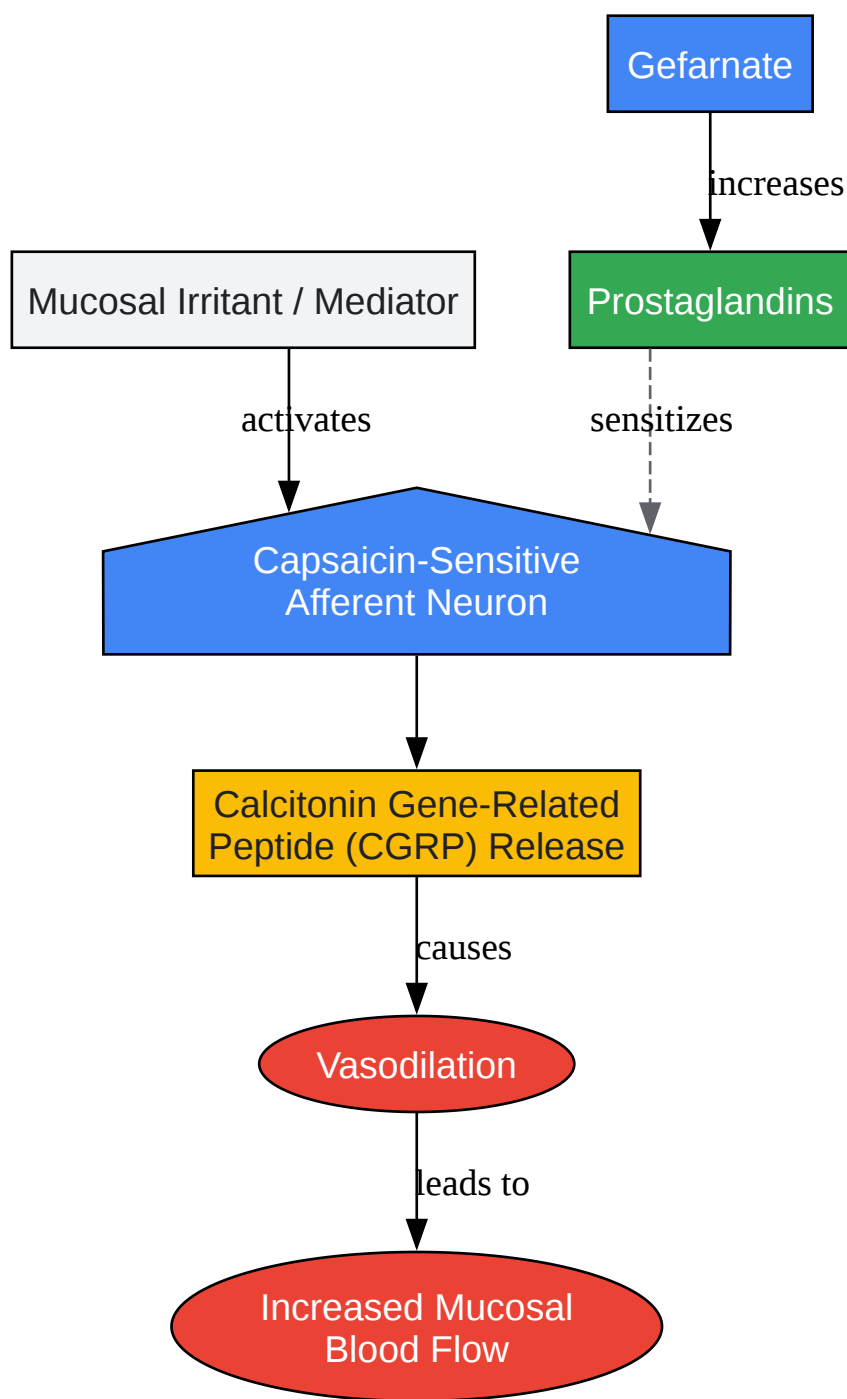 Gefarnate
increases
Mucosal Irritant / Mediator
Prostaglandins
activates
sensitizes
Capsaicin-Sensitive
Afferent Neuron
Calcitonin Gene-Related
Peptide (CGRP) Release
causes
Vasodilation
leads to
Increased Mucosal
Blood Flow